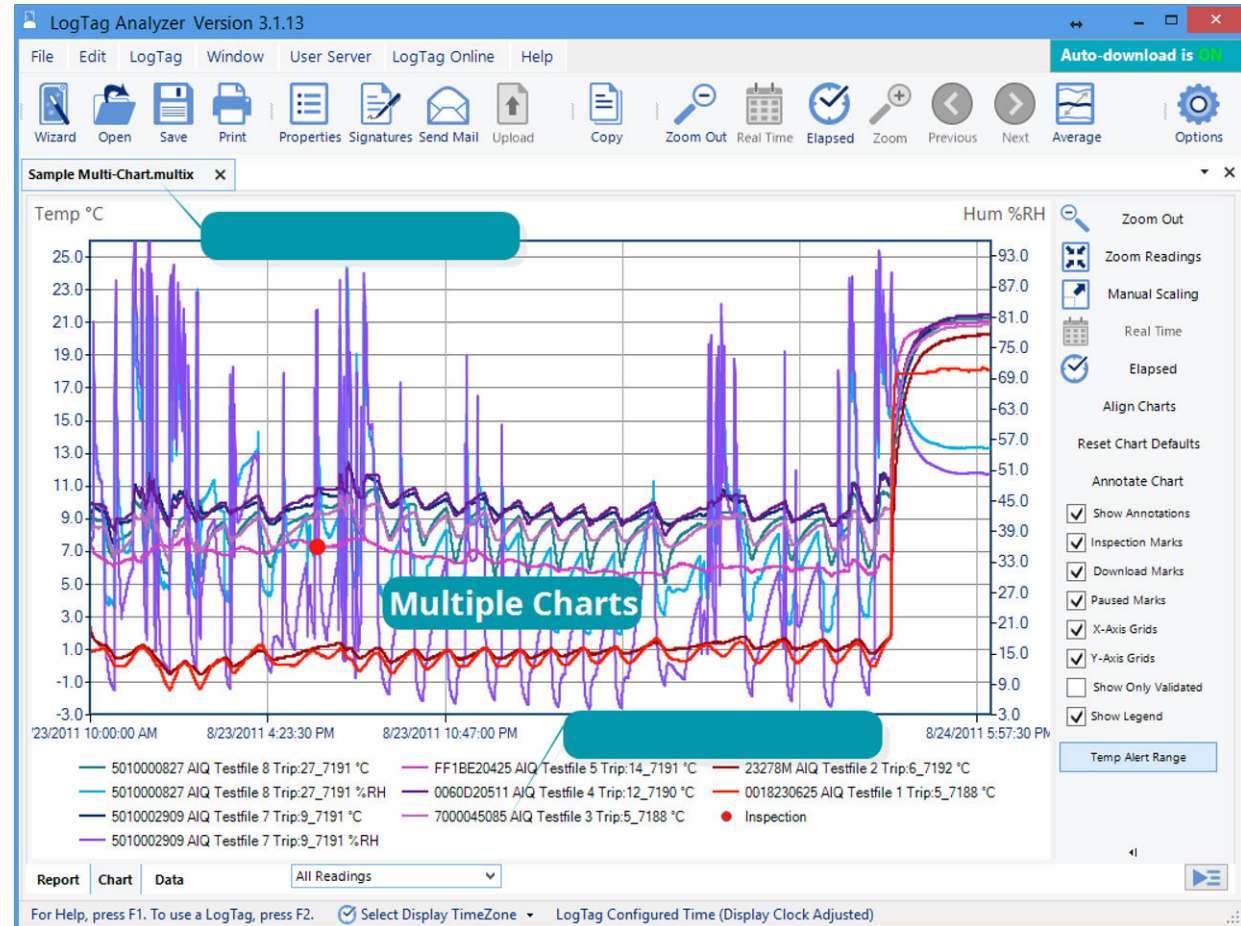 LogTag Analyzer Version 3.1.13
File Edit LogTag Window User Server LogTag Online Help
Auto-download is ON
Wizard Open Save Print Properties Signatures Send Mail Upload Copy Zoom Out Real Time Elapsed Zoom Previous Next Average Options
Sample Multi-Chart.multix
Temp °C
Hum %RH
25.0
23.0
21.0
19.0
17.0
15.0
13.0
11.0
9.0
7.0
5.0
3.0
1.0
-1.0
-3.0
93.0
87.0
81.0
75.0
69.0
63.0
57.0
51.0
45.0
39.0
33.0
27.0
21.0
15.0
9.0
3.0
Multiple Charts
'23/2011 10:00:00 AM 8/23/2011 4:23:30 PM 8/23/2011 10:47:00 PM 8/24/2011 5:57:30 PM
5010000827 AIQ Testfile 8 Trip:27_7191 °C
5010000827 AIQ Testfile 8 Trip:27_7191 %RH
5010002909 AIQ Testfile 7 Trip:9_7191 °C
5010002909 AIQ Testfile 7 Trip:9_7191 %RH
FF1BE20425 AIQ Testfile 5 Trip:14_7191 °C
0060D20511 AIQ Testfile 4 Trip:12_7190 °C
7000045085 AIQ Testfile 3 Trip:5_7188 °C
23278M AIQ Testfile 2 Trip:6_7192 °C
0018230625 AIQ Testfile 1 Trip:5_7188 °C
Inspection
Zoom Out
Zoom Readings
Manual Scaling
Real Time
Elapsed
Align Charts
Reset Chart Defaults
Annotate Chart
Show Annotations
Inspection Marks
Download Marks
Paused Marks
X-Axis Grids
Y-Axis Grids
Show Only Validated
Show Legend
Temp Alert Range
Report Chart Data
All Readings
For Help, press F1. To use a LogTag, press F2. Select Display TimeZone LogTag Configured Time (Display Clock Adjusted)